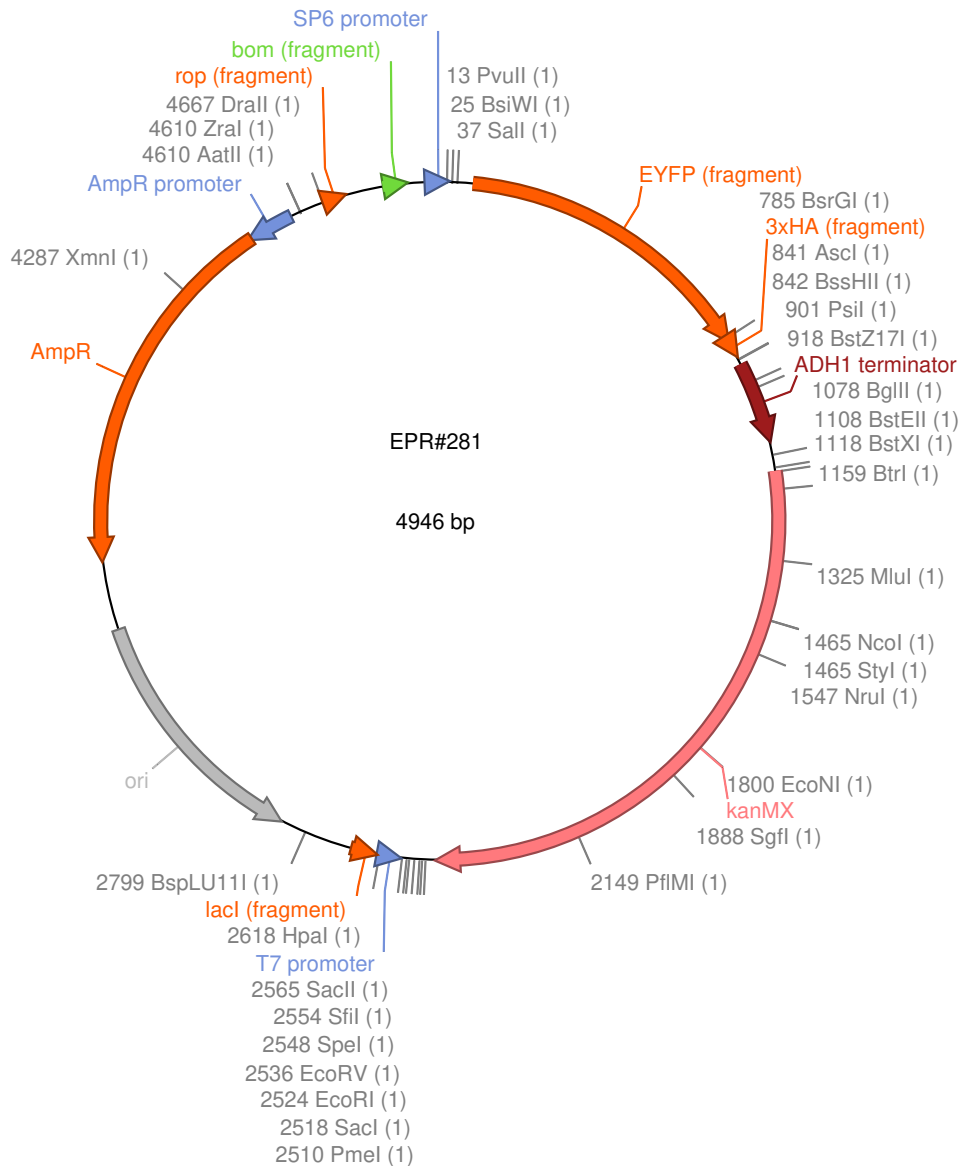 SP6 promoter
bom (fragment)
rop (fragment)
4667 DraII (1)
4610 ZraI (1)
4610 AatII (1)
AmpR promoter
4287 XmnI (1)
AmpR
13 PvuII (1)
25 BsiWI (1)
37 SalI (1)
EYFP (fragment)
785 BsrGI (1)
3xHA (fragment)
841 AscI (1)
842 BssHII (1)
901 PsiI (1)
918 BstZ17I (1)
ADH1 terminator
1078 BglII (1)
1108 BstEII (1)
1118 BstXI (1)
1159 BtrI (1)
EPR#281
4946 bp
1325 MluI (1)
1465 NcoI (1)
1465 StyI (1)
1547 NruI (1)
1800 EcoNI (1)
kanMX
1888 SgfI (1)
2149 PflMI (1)
ori
2799 BspLU11I (1)
lacI (fragment)
2618 HpaI (1)
T7 promoter
2565 SacII (1)
2554 SfiI (1)
2548 SpeI (1)
2536 EcoRV (1)
2524 EcoRI (1)
2518 SacI (1)
2510 PmeI (1)